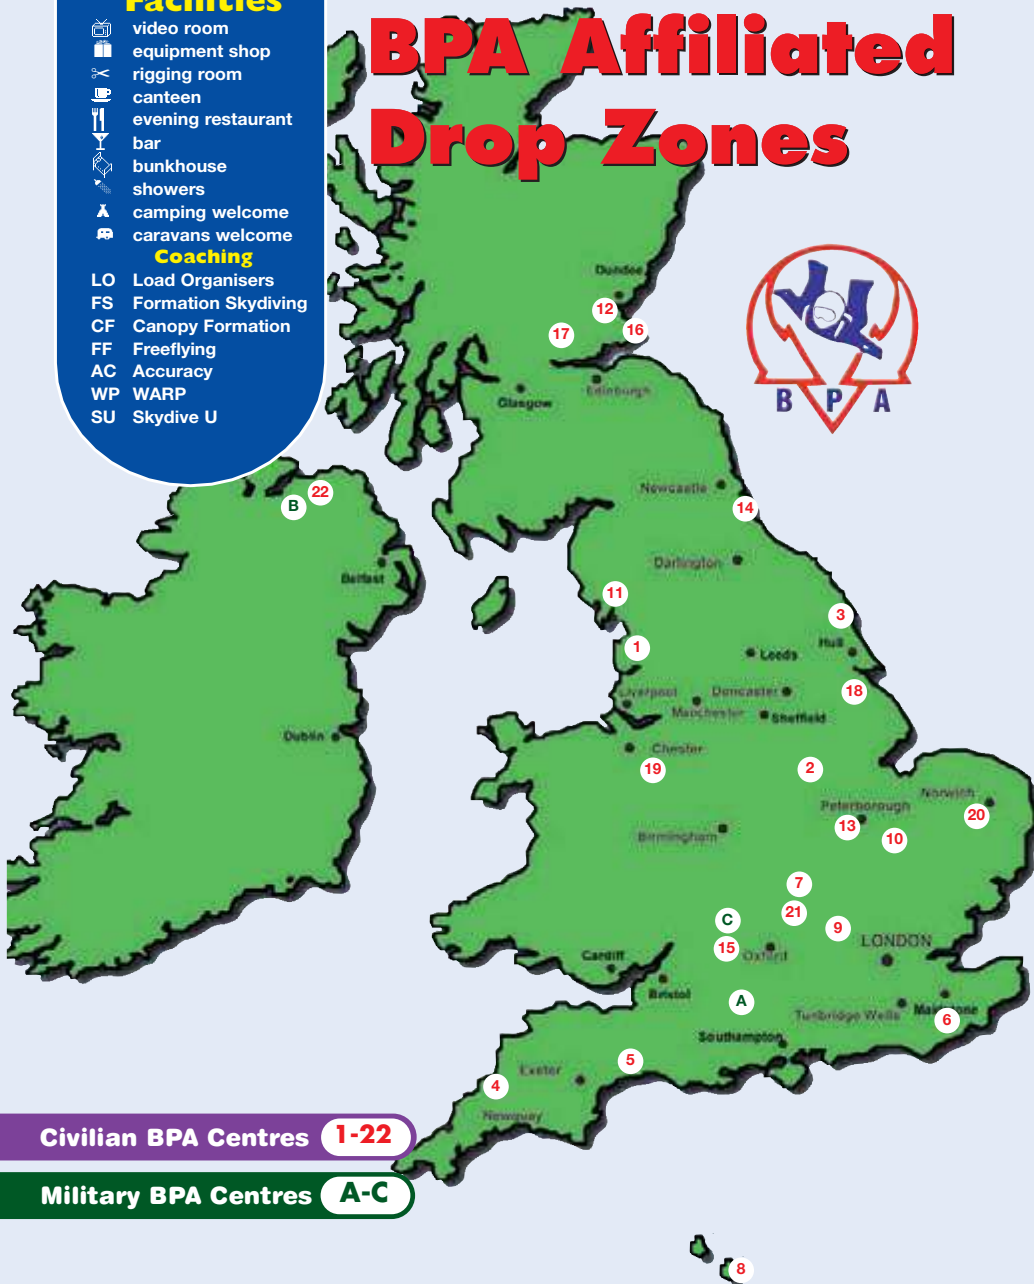 Facilities
video room
equipment shop
rigging room
canteen
evening restaurant
bar
bunkhouse
showers
camping welcome
caravans welcome
Coaching
LO Load Organisers
FS Formation Skydiving
CF Canopy Formation
FF Freeflying
AC Accuracy
WP WARP
SU Skydive U
BPA Affiliated
Drop Zones
B P A
Dundee
12
17
16
Edinburgh
Glasgow
22
B
Newcastle
14
Darlington
Belfast
11
3
Hull
1
Leeds
Liverpool
Doncaster
18
Manchester
Sheffield
Dublin
Chester
19
2
Norwich
Peterborough
20
13
Birmingham
10
7
21
C
9
LONDON
15
Oxford
Cardiff
Bristol
A
Maidstone
Tunbridge Wells
6
Southampton
5
Exeter
4
Newquay
Civilian BPA Centres 1-22
Military BPA Centres A-C
8